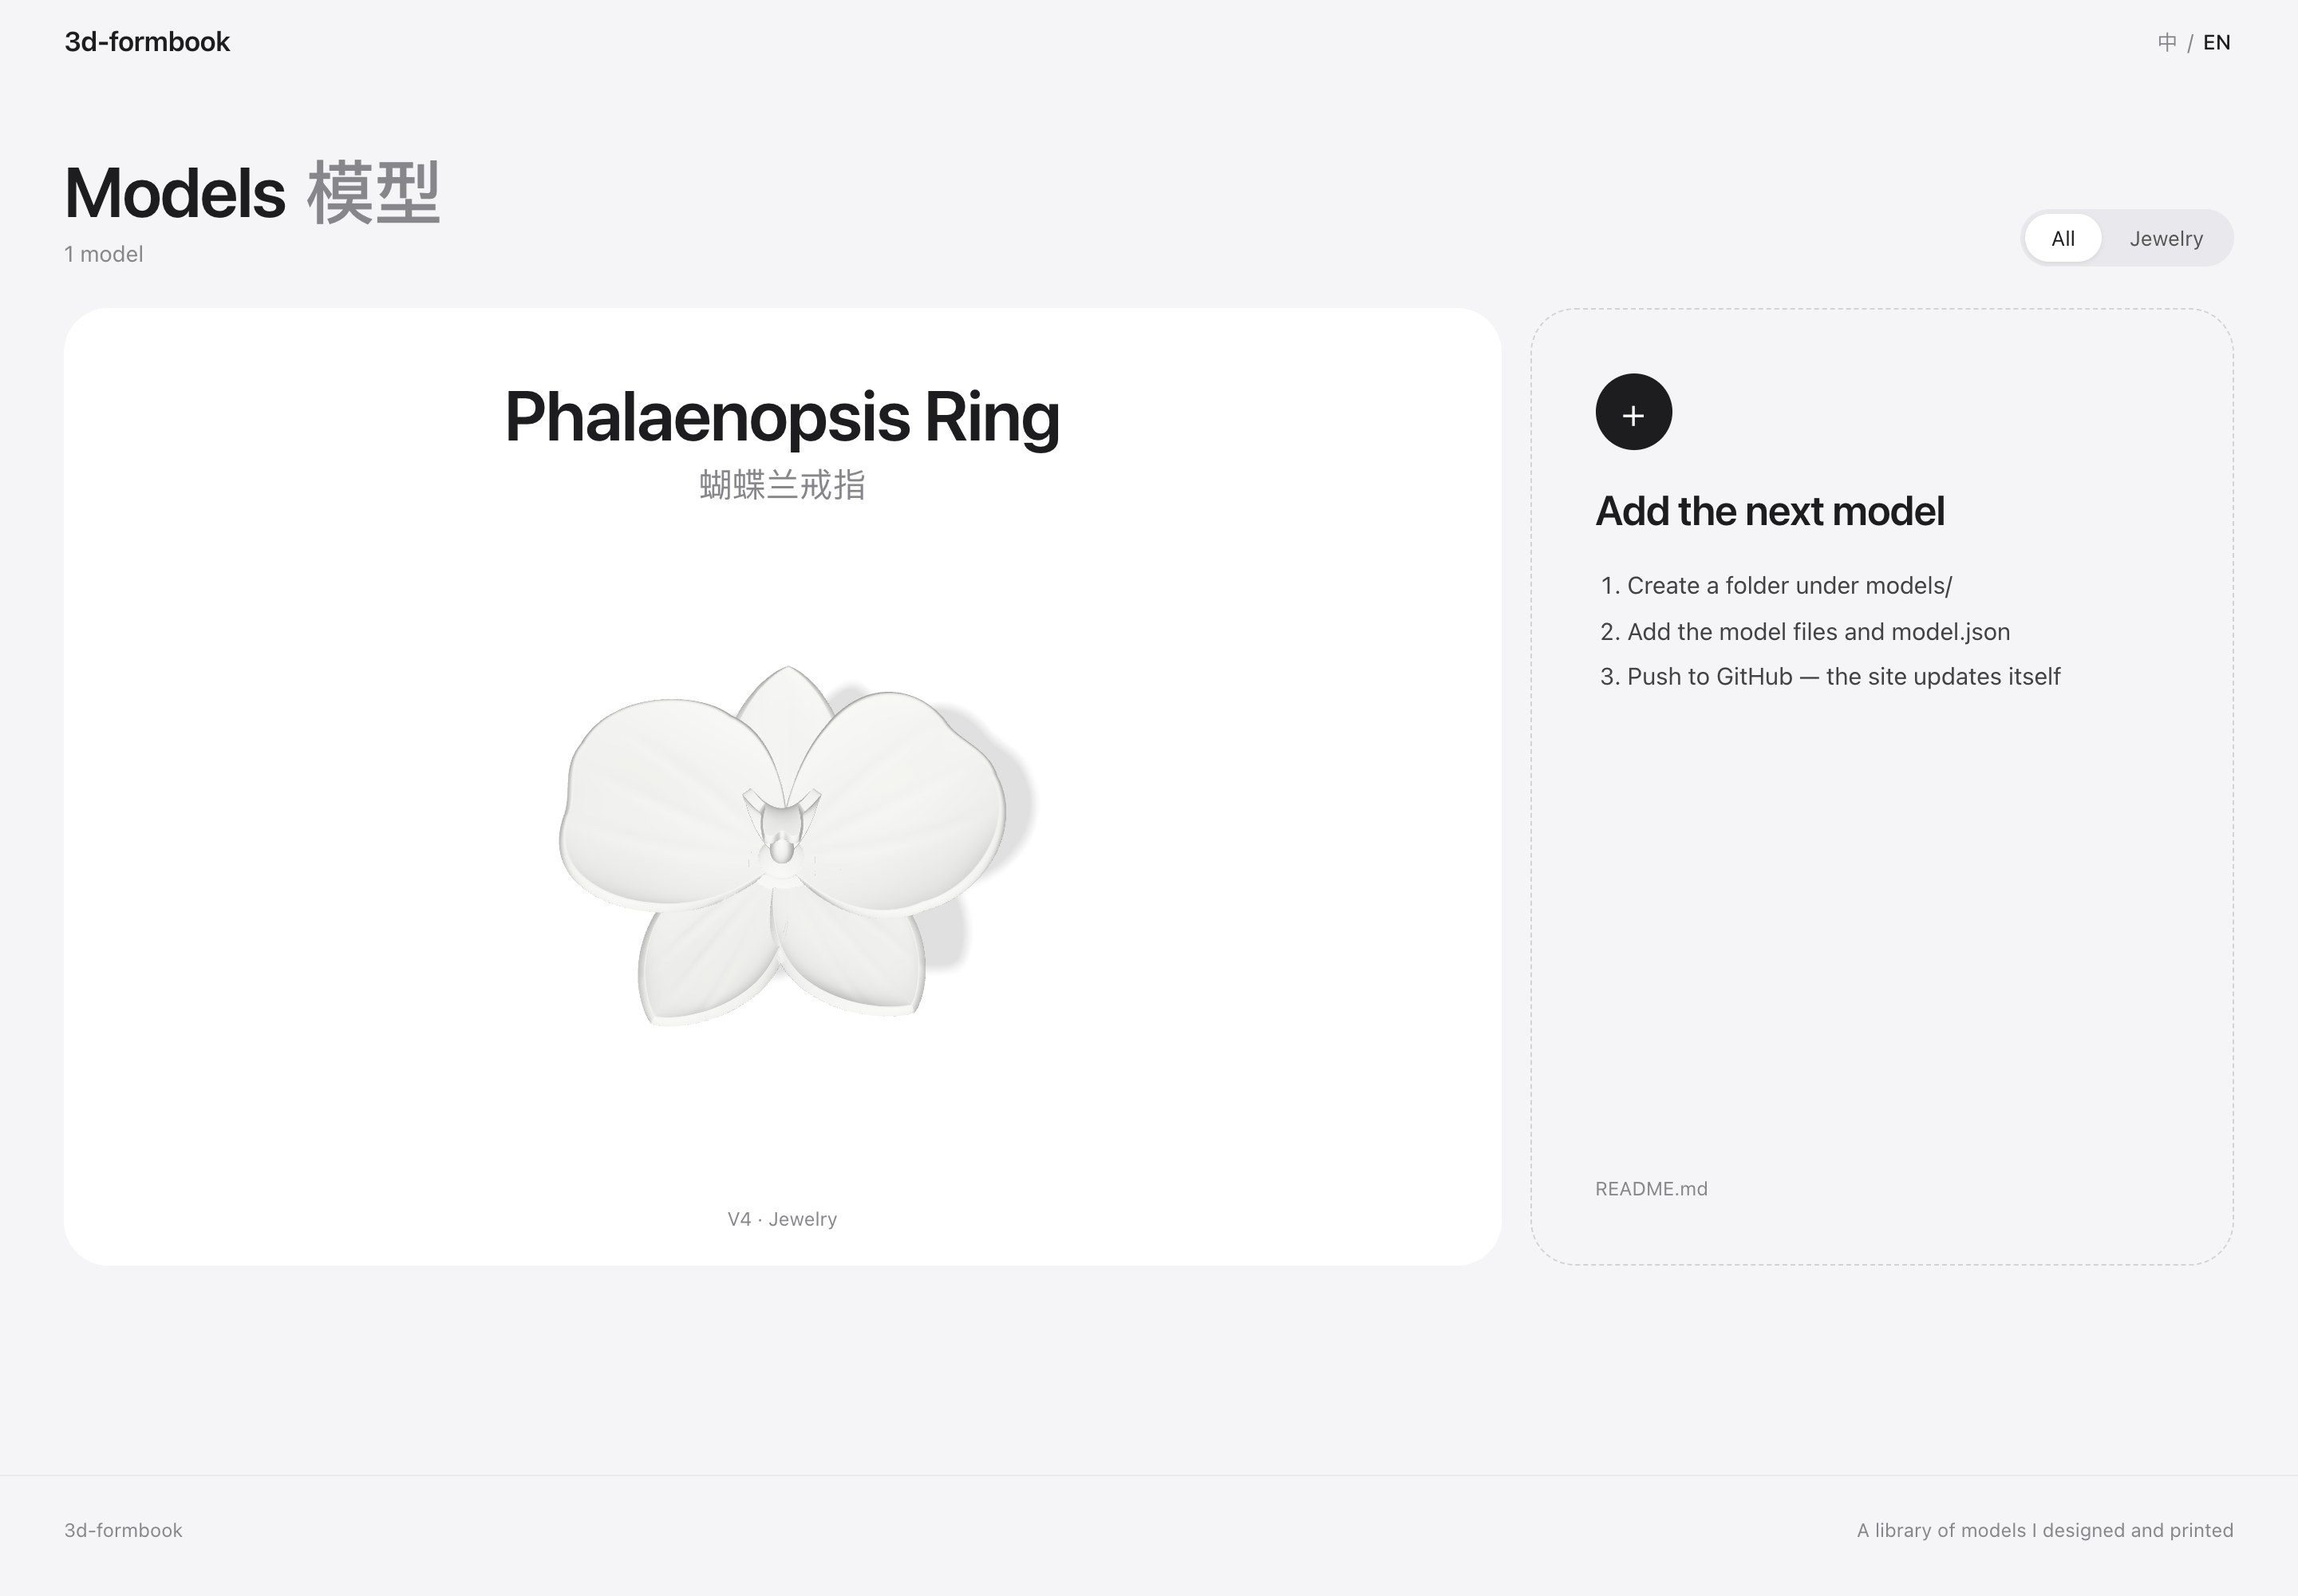 3d-formbook
中 / EN
Models 模型
1 model
All
Jewelry
Phalaenopsis Ring
蝴蝶兰戒指
V4 · Jewelry
+
Add the next model
1. Create a folder under models/
2. Add the model files and model.json
3. Push to GitHub — the site updates itself
README.md
3d-formbook
A library of models I designed and printed